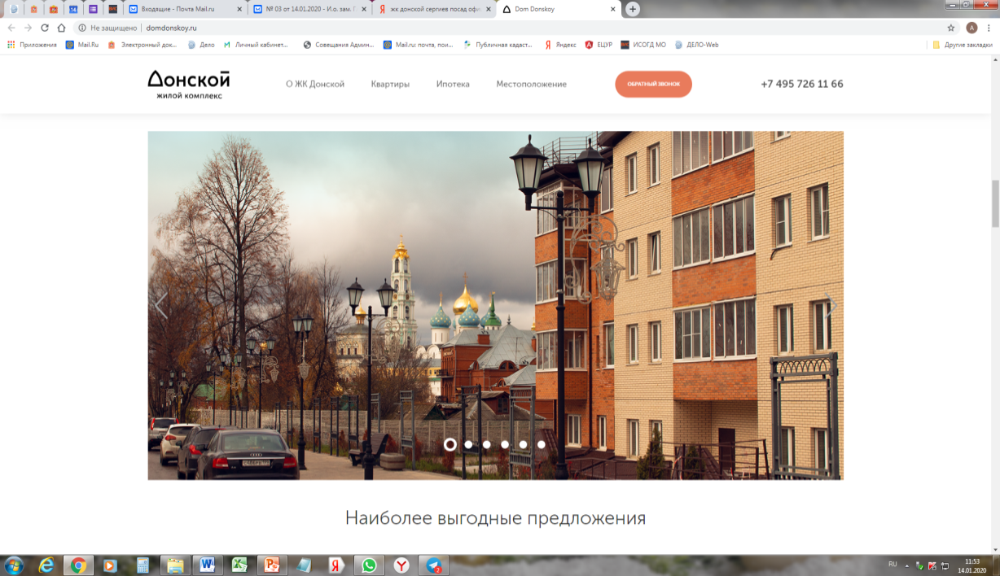 Входящие - Почта Mail.ru
№ 03 от 14.01.2020 - И.о. зам. Г
жк донской сергиев посад офи
Dom Donskoy
Не защищено
domdonskoy.ru
Приложения
Mail.Ru
Электронный док...
Дело
Личный кабинет...
Совещания Админ...
Mail.ru: почта, пои...
Публичная кадаст...
Яндекс
ЕЦУР
ИСОГД МО
ДЕЛО-Web
Другие закладки
Донской
жилой комплекс
О ЖК Донской
Квартиры
Ипотека
Местоположение
ОБРАТНЫЙ ЗВОНОК
+7 495 726 11 66
Наиболее выгодные предложения
RU
11:53
14.01.2020